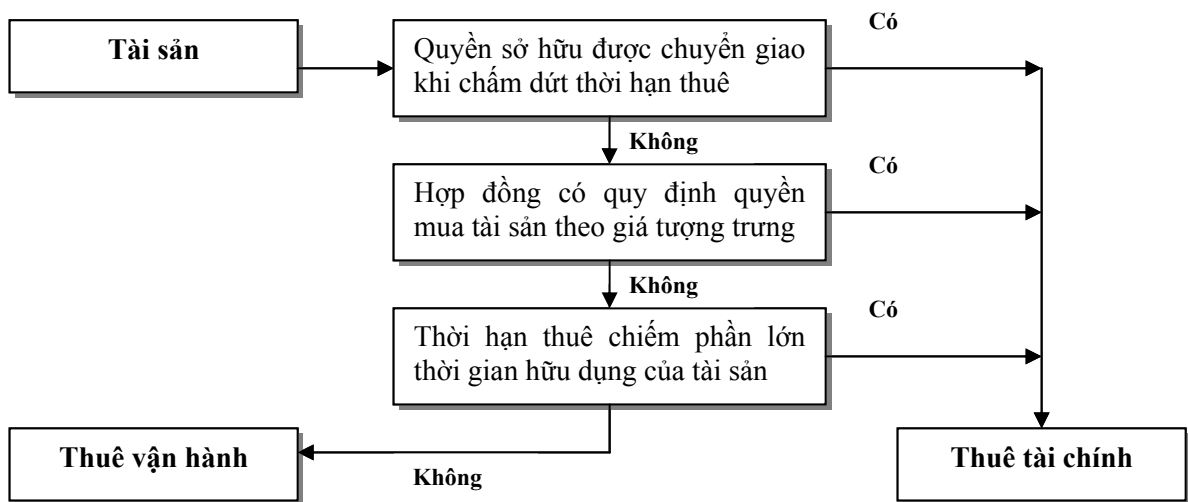 Tài sản
Quyền sở hữu được chuyển giao
khi chấm dứt thời hạn thuê
Có
Không
Hợp đồng có quy định quyền
mua tài sản theo giá tượng trưng
Có
Không
Thời hạn thuê chiếm phần lớn
thời gian hữu dụng của tài sản
Có
Thuê vận hành
Không
Thuê tài chính